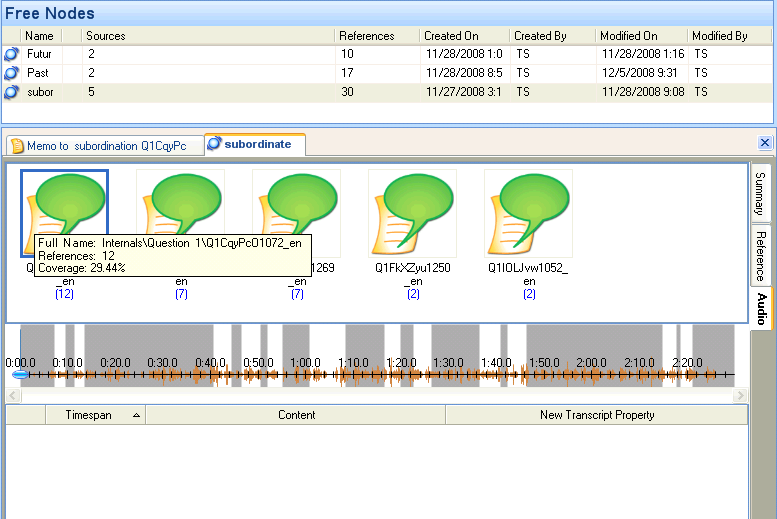 Free Nodes
Name Sources References Created On Created By Modified On Modified By
Futur 2 10 11/28/2008 1:0 TS 11/28/2008 1:16 TS
Past 2 17 11/28/2008 8:5 TS 12/5/2008 9:31 TS
subor 5 30 11/27/2008 3:1 TS 11/28/2008 9:08 TS
Memo to subordination Q1CqyPc subordinate
Summary
Reference
Audio
Full Name: Internals\Question 1\Q1CqyPcO1072_en
References: 12
Coverage: 29.44%
Q 1269 Q1FkXZyu1250 Q1IOLJvw1052_
_en en _en _en en
(12) (7) (7) (2) (2)
0:00.0 0:10.0 0:20.0 0:30.0 0:40.0 0:50.0 1:00.0 1:10.0 1:20.0 1:30.0 1:40.0 1:50.0 2:00.0 2:10.0 2:20.0
Timespan Content New Transcript Property